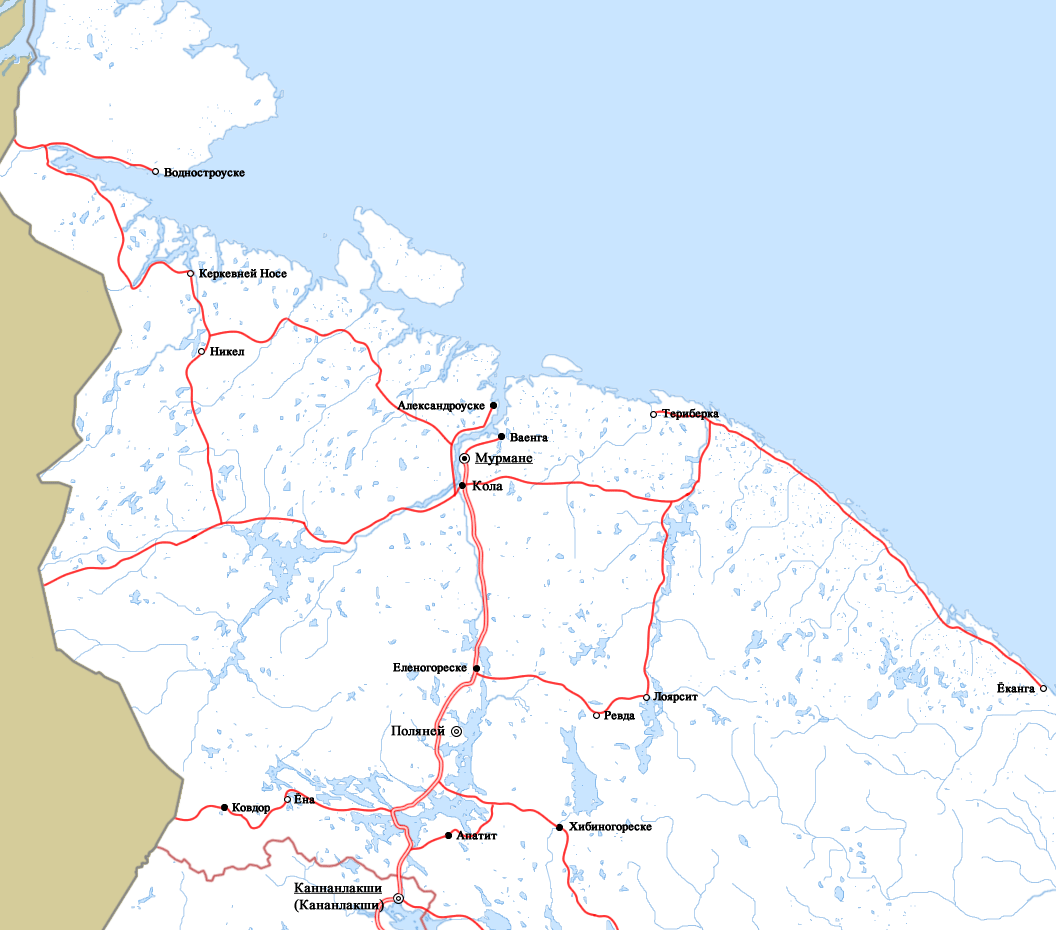 Водностроуске
Керкевней Носе
Никел
Александроуске
Териберка
Ваенга
Мурмане
Кола
Еленогореске
Ёканга
Лоярсит
Ревда
Поляней
Ёна
Ковдор
Хибиногореске
Апатит
Каннанлакши
(Кананлакши)